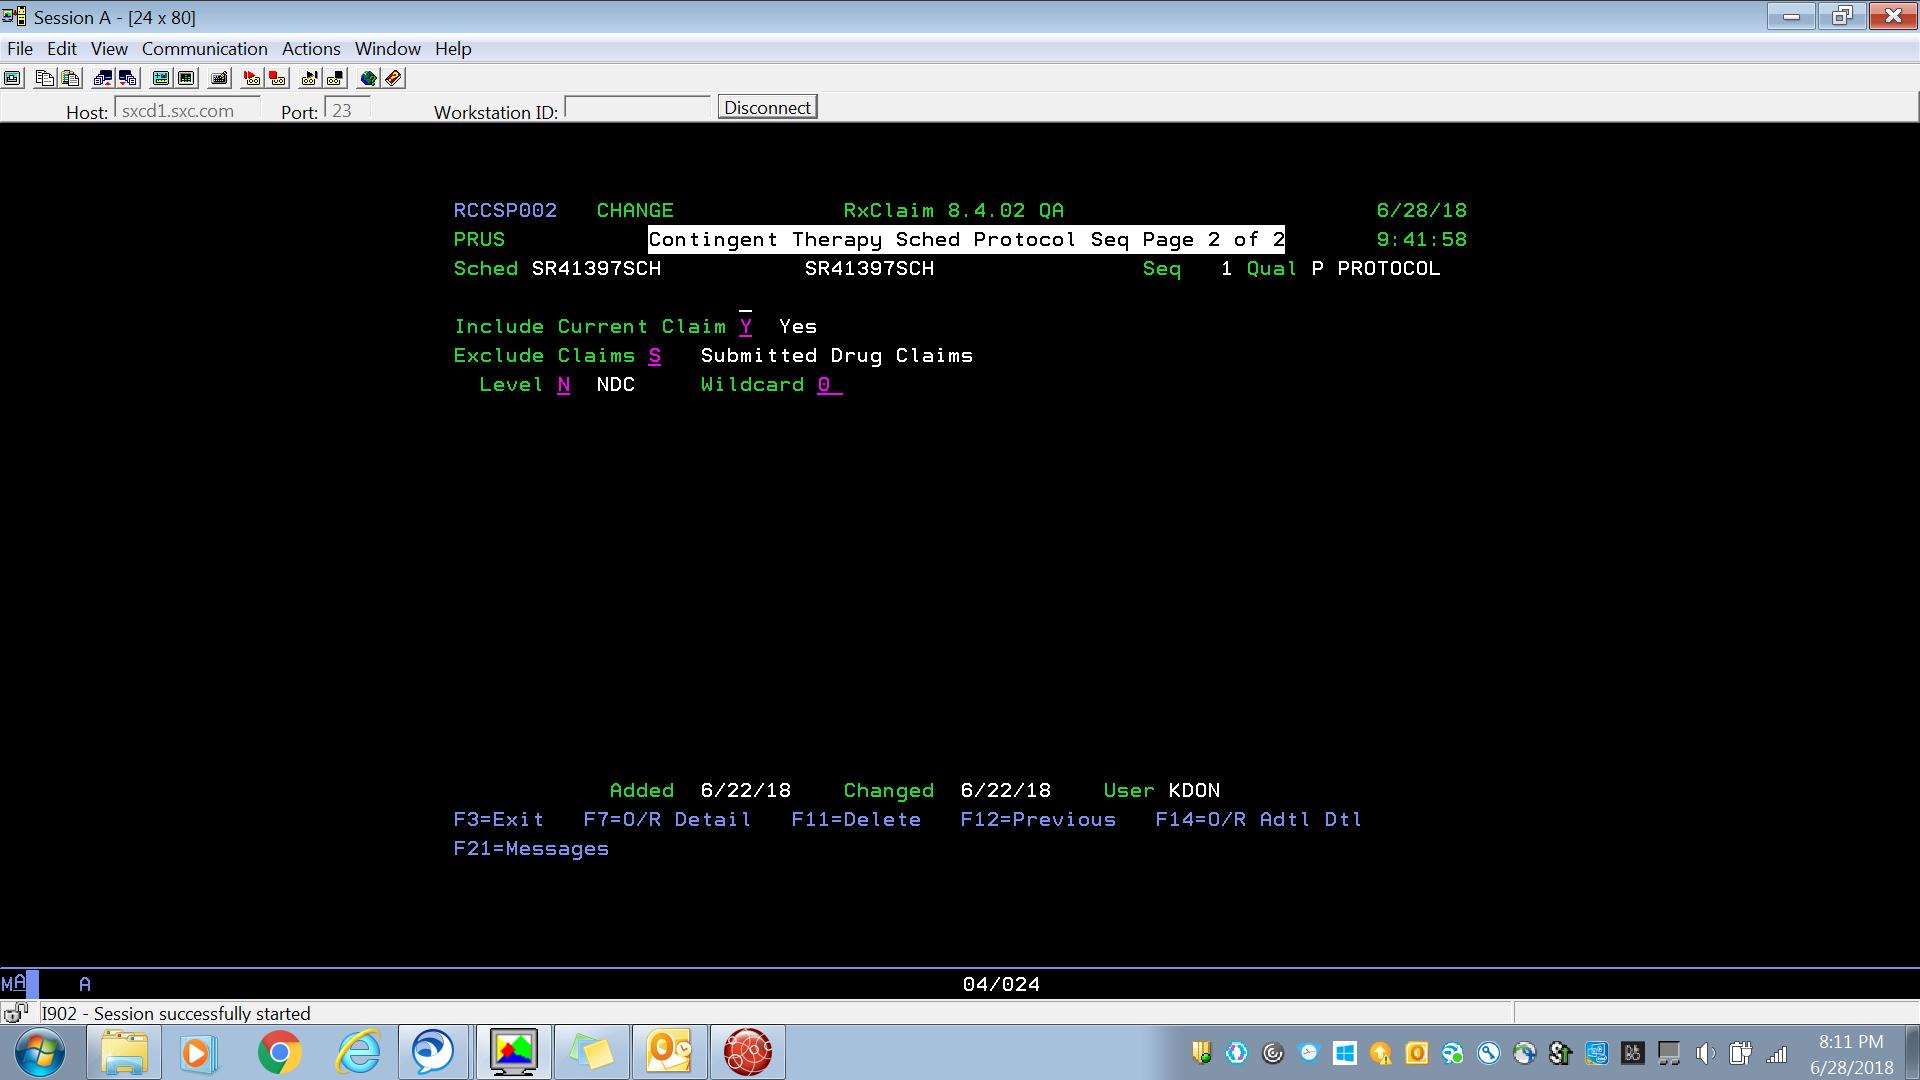 Session A - [24 x 80]
File Edit View Communication Actions Window Help
Host: sxcd1.sxc.com Port: 23 Workstation ID: Disconnect
RCCSP002 CHANGE RxClaim 8.4.02 QA 6/28/18
PRUS Contingent Therapy Sched Protocol Seq Page 2 of 2 9:41:58
Sched SR41397SCH SR41397SCH Seq 1 Qual P PROTOCOL
Include Current Claim Y Yes
Exclude Claims S Submitted Drug Claims
Level N NDC Wildcard 0
Added 6/22/18 Changed 6/22/18 User KDON
F3=Exit F7=O/R Detail F11=Delete F12=Previous F14=O/R Adtl Dtl
F21=Messages
MA A 04/024
I902 - Session successfully started
8:11 PM
6/28/2018